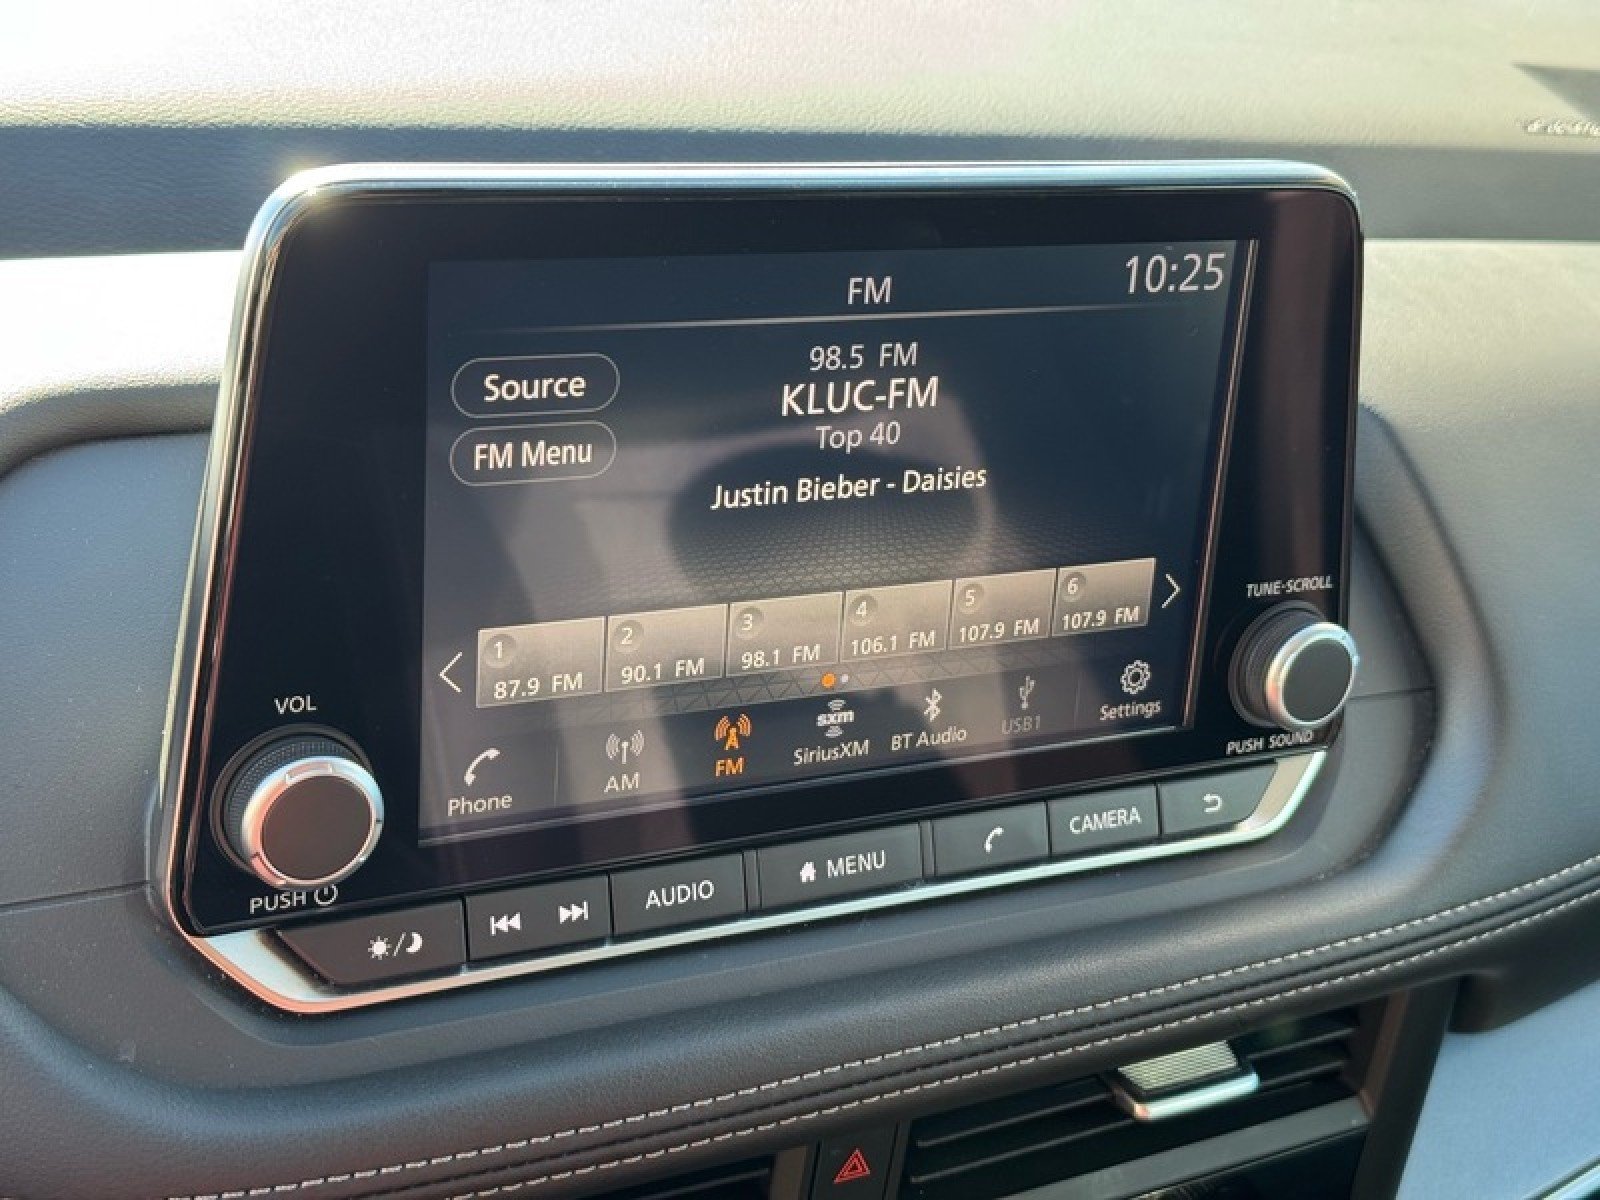 FM
10:25
Source
98.5 FM
KLUC-FM
FM Menu
Top 40
Justin Bieber - Daisies
1
87.9 FM
2
90.1 FM
3
98.1 FM
4
106.1 FM
5
107.9 FM
6
107.9 FM
TUNE·SCROLL
PUSH SOUND
VOL
PUSH
Phone
AM
FM
sxm
SiriusXM
BT Audio
USB1
Settings
AUDIO
MENU
CAMERA